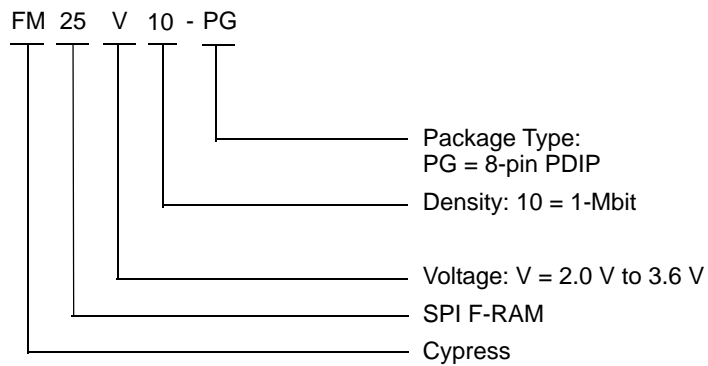 FM 25 V 10 - PG
Package Type:
PG = 8-pin PDIP
Density: 10 = 1-Mbit
Voltage: V = 2.0 V to 3.6 V
SPI F-RAM
Cypress